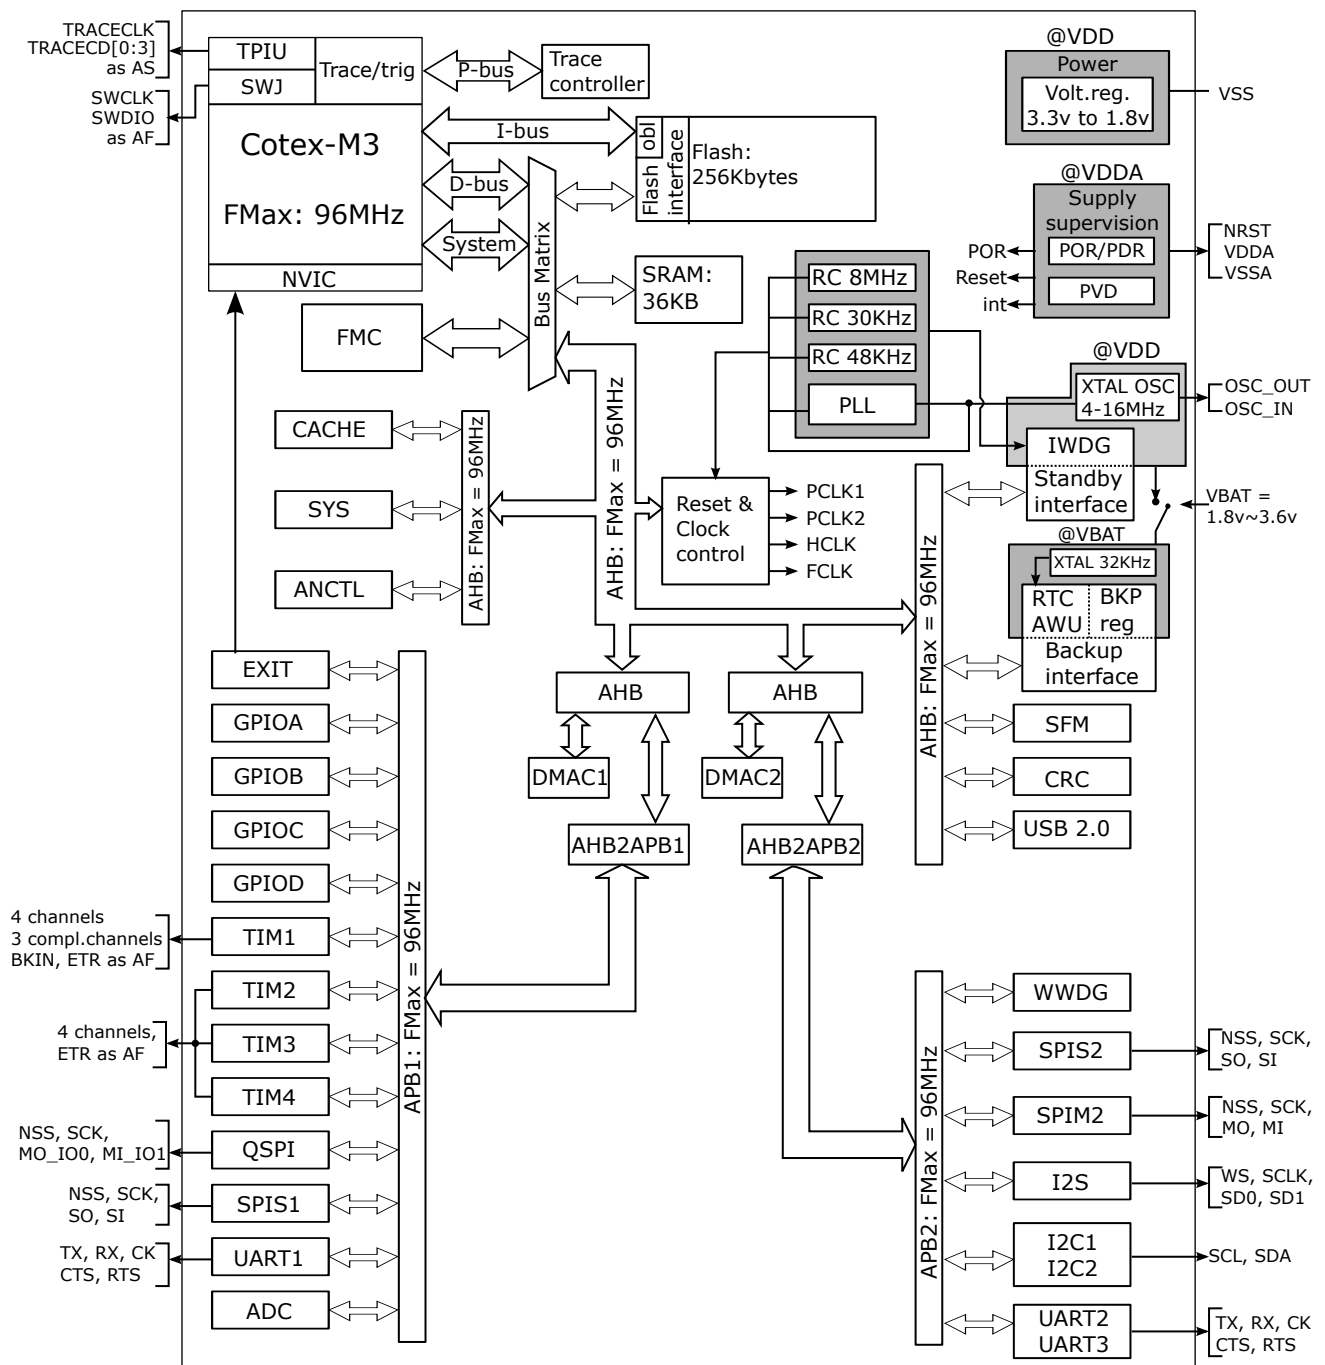 TRACECLK
TRACECD[0:3]
as AS
SWCLK
SWDIO
as AF
TPIU
SWJ
Trace/trig
Cotex-M3
FMax: 96MHz
NVIC
P-bus
Trace
controller
I-bus
D-bus
System
Bus Matrix
obl
Flash
interface
Flash:
256Kbytes
SRAM:
36KB
FMC
@VDD
Power
Volt.reg.
3.3v to 1.8v
VSS
@VDDA
Supply
supervision
POR/PDR
PVD
POR
Reset
int
NRST
VDDA
VSSA
RC 8MHz
RC 30KHz
RC 48KHz
PLL
@VDD
XTAL OSC
4-16MHz
OSC_OUT
OSC_IN
IWDG
Standby
interface
VBAT =
1.8v~3.6v
@VBAT
XTAL 32KHz
RTC
AWU
BKP
reg
Backup
interface
CACHE
SYS
ANCTL
AHB: FMax = 96MHz
AHB: FMax = 96MHz
Reset &
Clock
control
PCLK1
PCLK2
HCLK
FCLK
AHB: FMax = 96MHz
SFM
CRC
USB 2.0
AHB
AHB
DMAC1
DMAC2
AHB2APB1
AHB2APB2
EXIT
GPIOA
GPIOB
GPIOC
GPIOD
TIM1
TIM2
TIM3
TIM4
QSPI
SPIS1
UART1
ADC
APB1: FMax = 96MHz
4 channels
3 compl.channels
BKIN, ETR as AF
4 channels,
ETR as AF
NSS, SCK,
MO_IO0, MI_IO1
NSS, SCK,
SO, SI
TX, RX, CK
CTS, RTS
APB2: FMax = 96MHz
WWDG
SPIS2
SPIM2
I2S
I2C1
I2C2
UART2
UART3
NSS, SCK,
SO, SI
NSS, SCK,
MO, MI
WS, SCLK,
SD0, SD1
SCL, SDA
TX, RX, CK
CTS, RTS